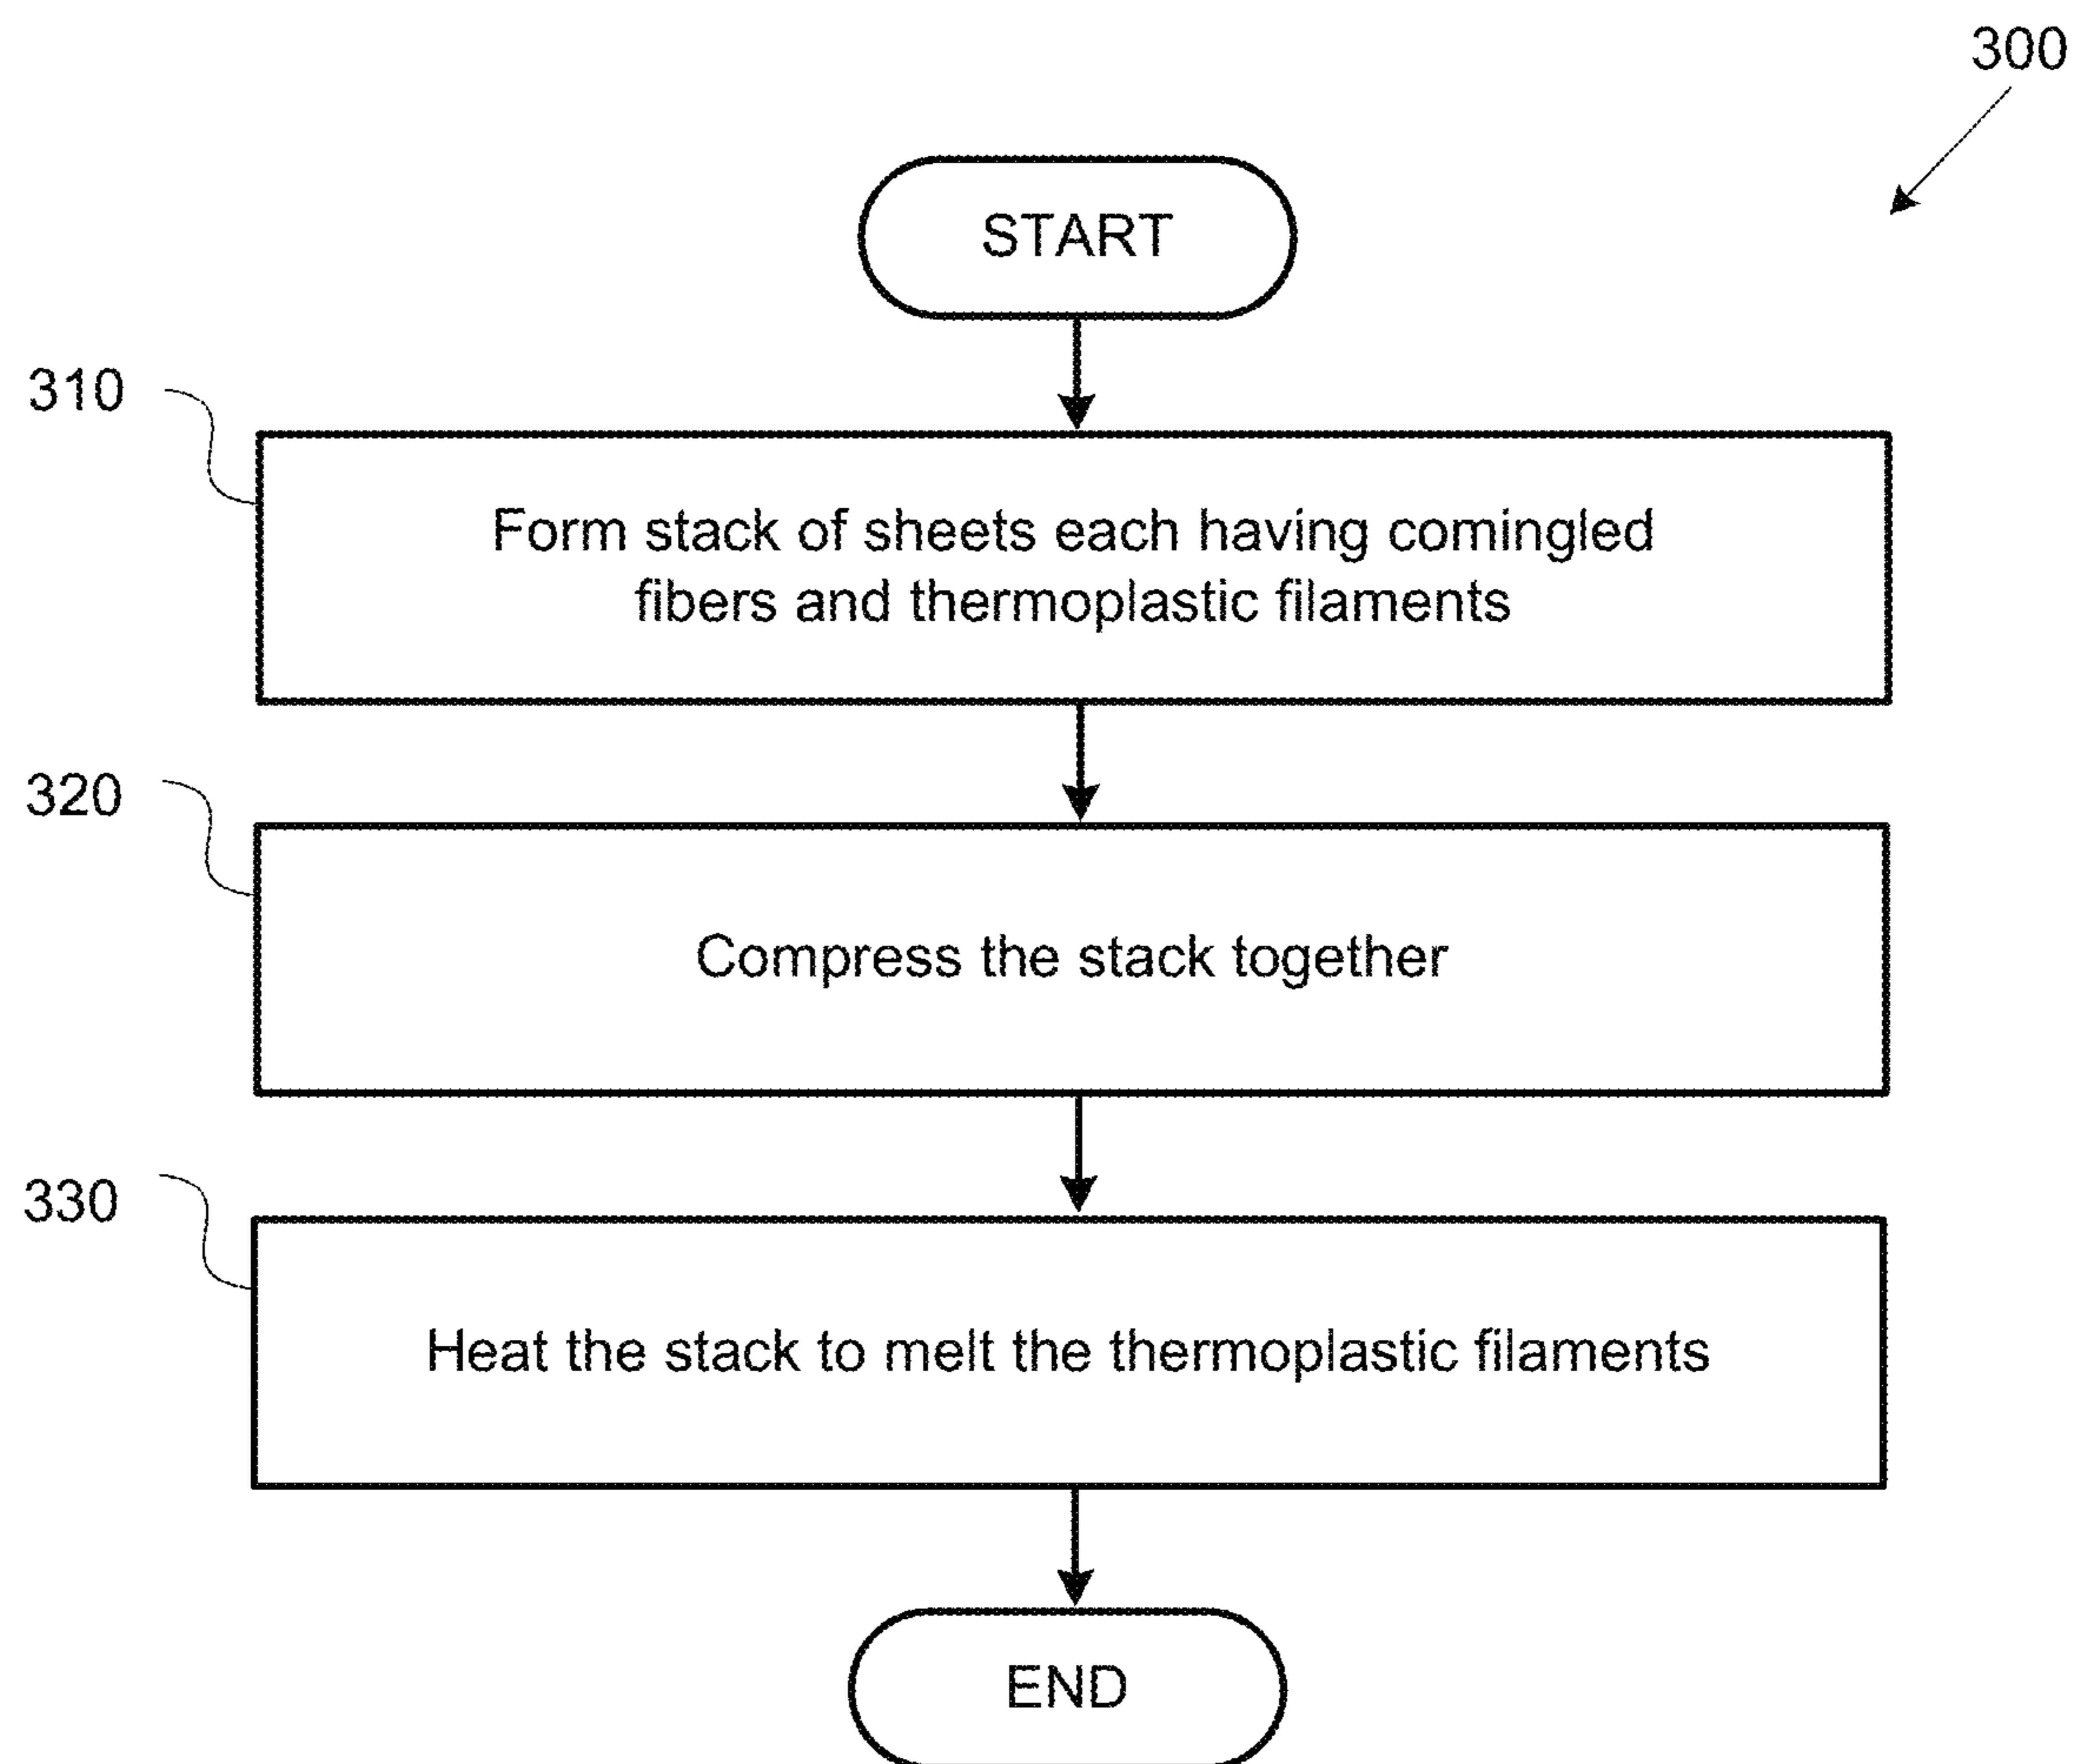 300
START
310
Form stack of sheets each having comingled
fibers and thermoplastic filaments
320
Compress the stack together
330
Heat the stack to melt the thermoplastic filaments
END